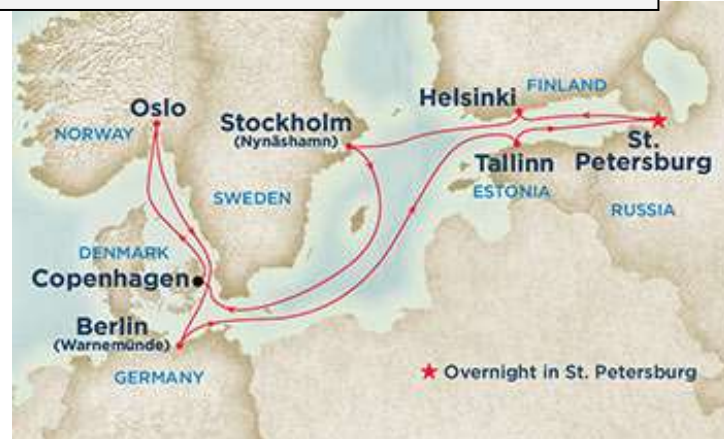 Oslo
NORWAY
Stockholm
(Nynäshamn)
Helsinki
FINLAND
St.
Petersburg
Tallinn
ESTONIA
SWEDEN
RUSSIA
DENMARK
Copenhagen
Berlin
(Warnemünde)
GERMANY
Overnight in St. Petersburg